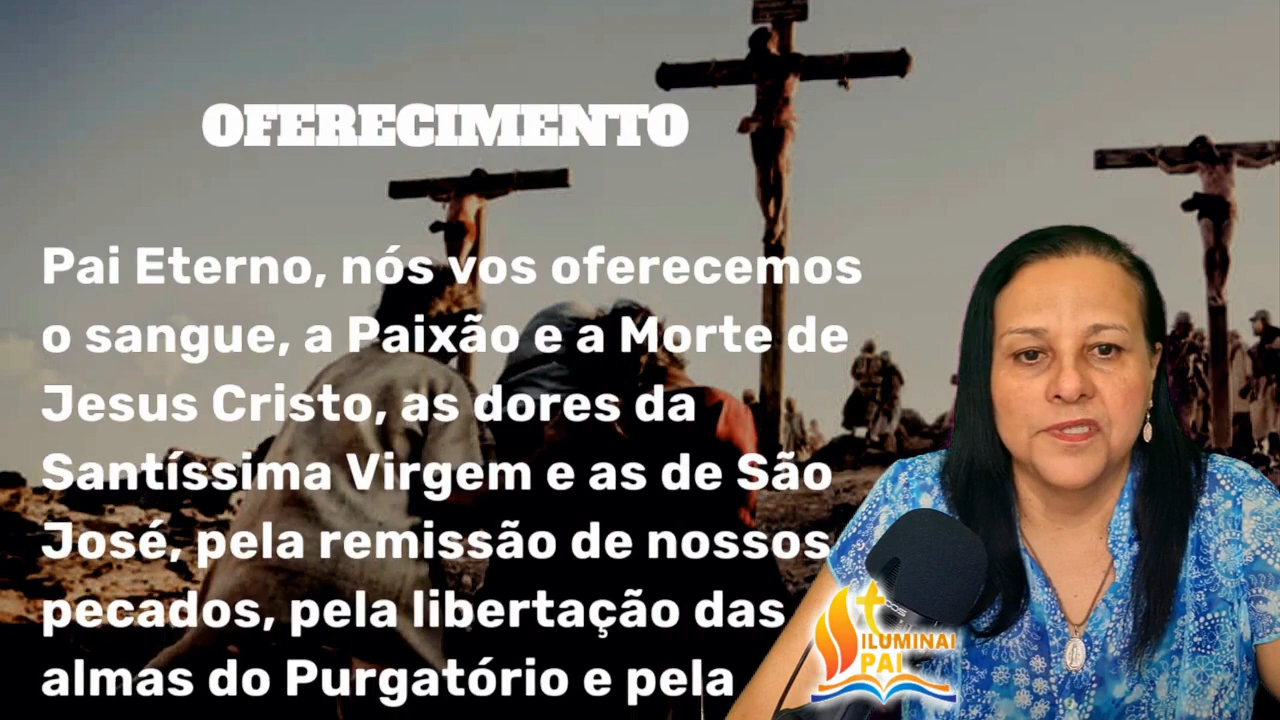 OFERECIMENTO
Pai Eterno, nós vos oferecemos
o sangue, a Paixão e a Morte de
Jesus Cristo, as dores da
Santíssima Virgem e as de São
José, pela remissão de nossos
pecados, pela libertação das
almas do Purgatório e pela
ILUMINAI
PAI